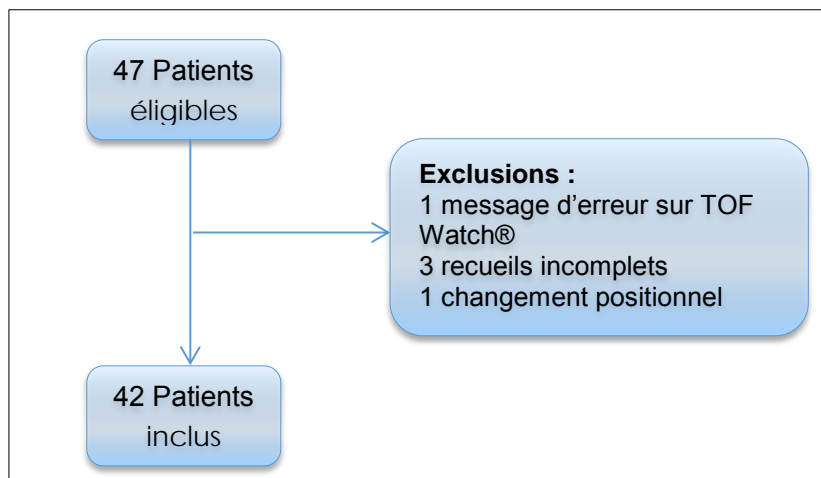 47 Patients
éligibles
Exclusions :
1 message d'erreur sur TOF
Watch®
3 recueils incomplets
1 changement positionnel
42 Patients
inclus